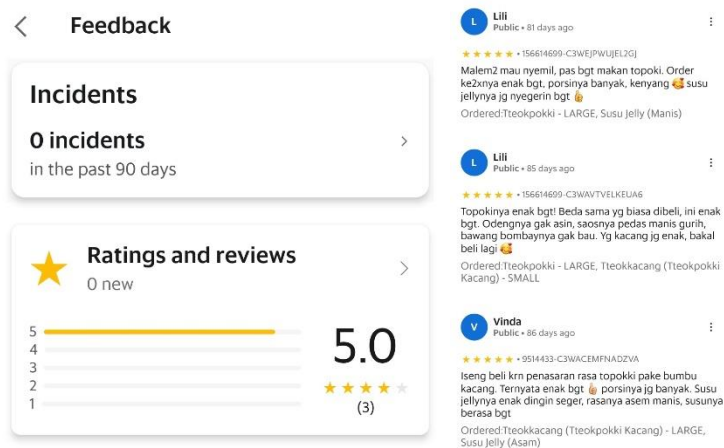 Feedback
Incidents
0 incidents
in the past 90 days
Ratings and reviews
0 new
5
4
3
2
1
5.0
(3)
L
Lili
Public • 81 days ago
• 156614699-C3WEJPWUJEL2GJ
Malem2 mau nyemil, pas bgt makan topoki. Order
ke2xnya enak bgt, porsinya banyak, kenyang 🥰 susu
jellynya jg nyegerin bgt 👍
Ordered:Tteokpokki - LARGE, Susu Jelly (Manis)
L
Lili
Public • 85 days ago
• 156614699-C3WAVTVELKEUA6
Topokinya enak bgt! Beda sama yg biasa dibeli, ini enak
bgt. Odengnya gak asin, saosnya pedas manis gurih,
bawang bombaynya gak bau. Yg kacang jg enak, bakal
beli lagi 🥰
Ordered:Tteokpokki - LARGE, Tteokkacang (Tteokpokki
Kacang) - SMALL
V
Vinda
Public • 86 days ago
• 9514433-C3WACEMFNADZVA
Iseng beli krn penasaran rasa topokki pake bumbu
kacang. Ternyata enak bgt 👍 porsinya jg banyak. Susu
jellynya enak dingin seger, rasanya asem manis, susunya
berasa bgt
Ordered:Tteokkacang (Tteokpokki Kacang) - LARGE,
Susu Jelly (Asam)